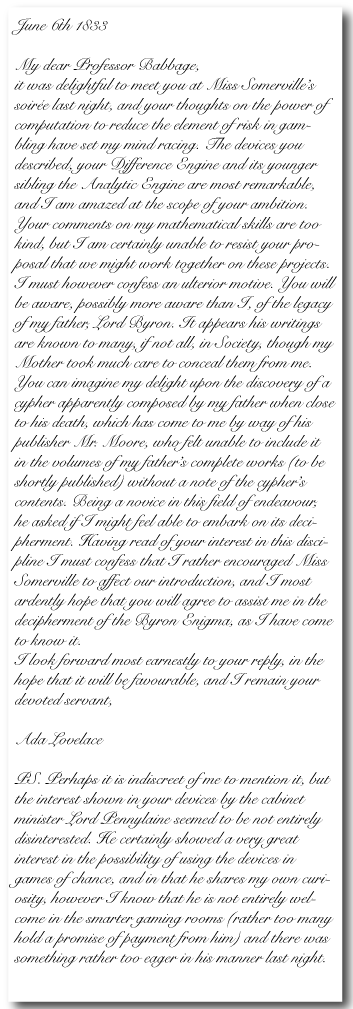 June 6th 1833
My dear Professor Babbage,
it was delightful to meet you at Miss Somerville's
soirée last night, and your thoughts on the power of
computation to reduce the element of risk in gam-
bling have set my mind racing. The devices you
described, your Difference Engine and its younger
sibling the Analytic Engine are most remarkable,
and I am amazed at the scope of your ambition.
Your comments on my mathematical skills are too
kind, but I am certainly unable to resist your pro-
posal that we might work together on these projects.
I must however confess an ulterior motive. You will
be aware, possibly more aware than I, of the legacy
of my father, Lord Byron. It appears his writings
are known to many, if not all, in Society, though my
Mother took much care to conceal them from me.
You can imagine my delight upon the discovery of a
cypher apparently composed by my father when close
to his death, which has come to me by way of his
publisher Mr. Moore, who felt unable to include it
in the volumes of my father's complete works (to be
shortly published) without a note of the cypher's
contents. Being a novice in this field of endeavour,
he asked if I might feel able to embark on its deci-
pherment. Having read of your interest in this disci-
pline I must confess that I rather encouraged Miss
Somerville to affect our introduction, and I most
ardently hope that you will agree to assist me in the
decipherment of the Byron Enigma, as I have come
to know it.
I look forward most earnestly to your reply, in the
hope that it will be favourable, and I remain your
devoted servant,
Ada Lovelace
P.S. Perhaps it is indiscreet of me to mention it, but
the interest shown in your devices by the cabinet
minister Lord Pennylaine seemed to be not entirely
disinterested. He certainly showed a very great
interest in the possibility of using the devices in
games of chance, and in that he shares my own curi-
osity, however I know that he is not entirely wel-
come in the smarter gaming rooms (rather too many
hold a promise of payment from him) and there was
something rather too eager in his manner last night.